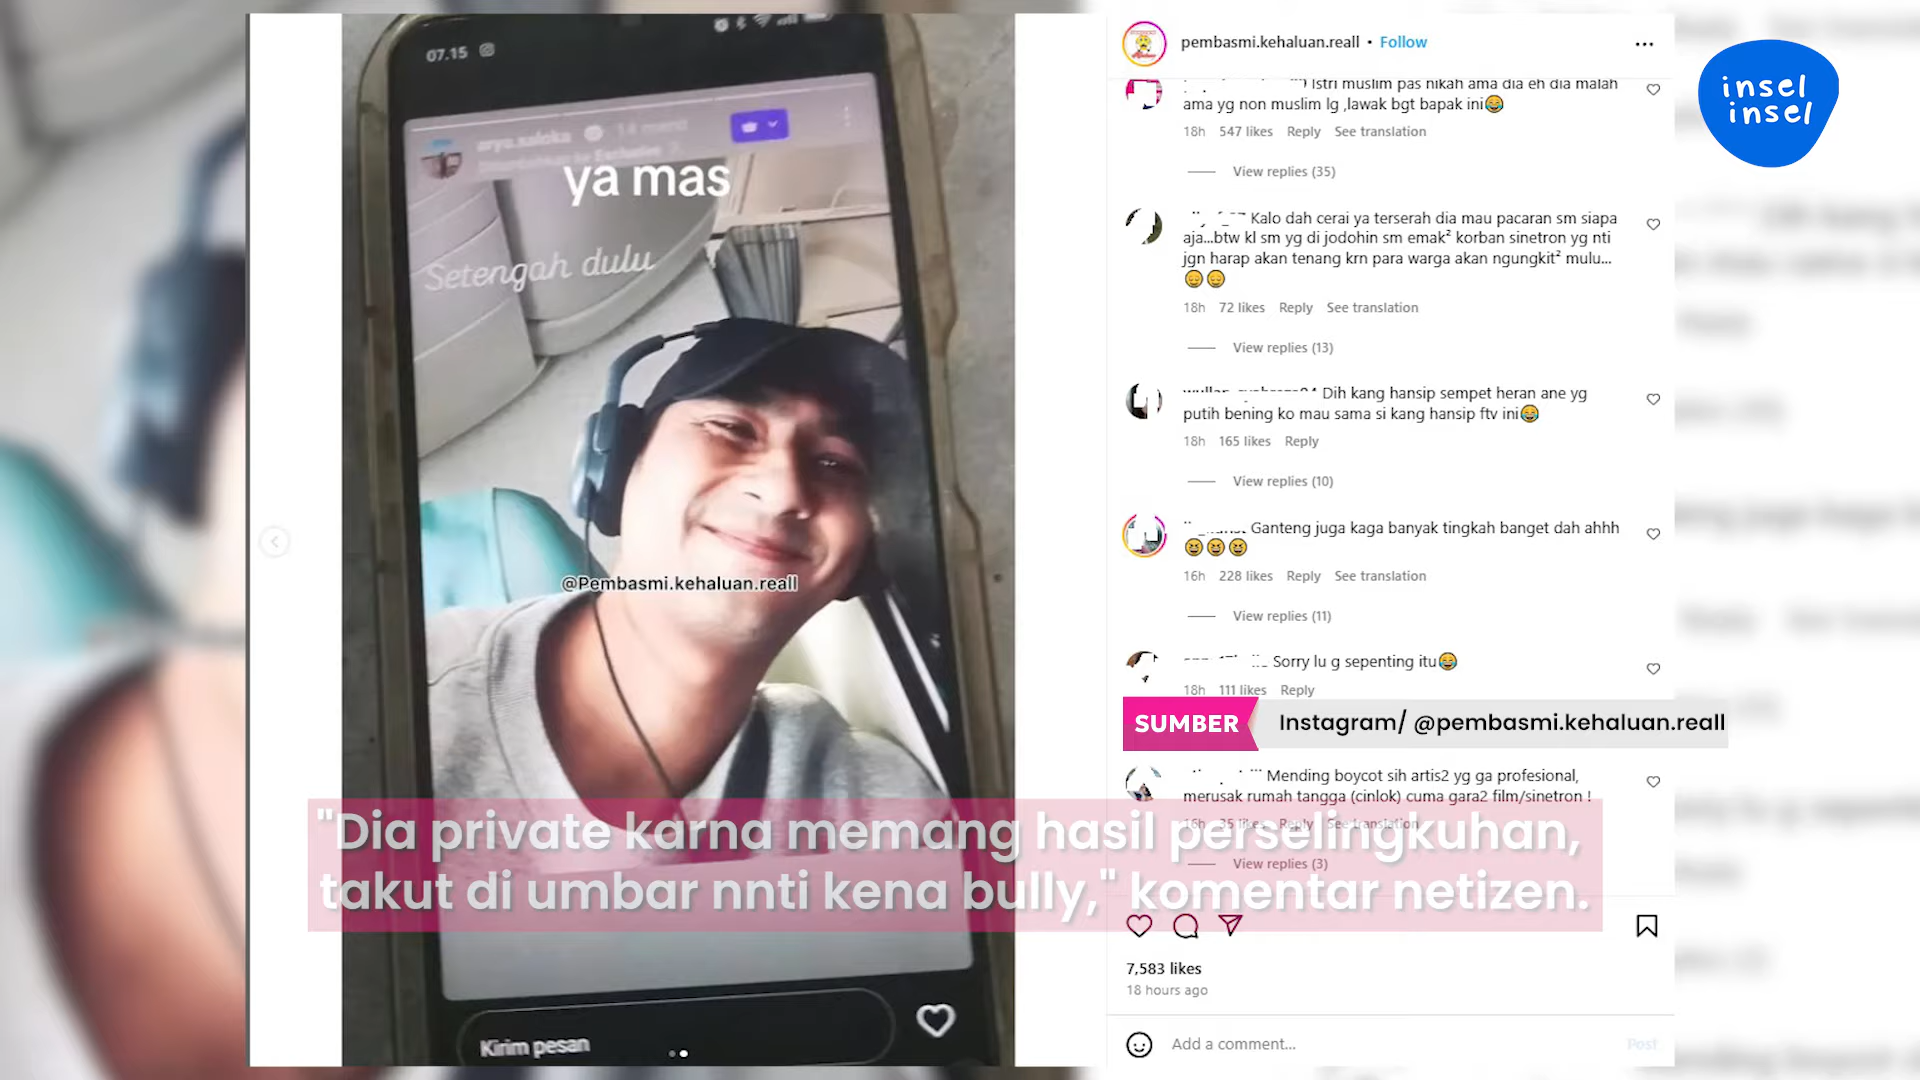 07.15
arya.saloka
ya mas
Setengah dulu
@Pembasmi.kehaluan.reall
Kirim pesan
pembasmi.kehaluan.reall • Follow
Istri muslim pas nikah ama dia eh dia malah
ama yg non muslim lg ,lawak bgt bapak ini😂
18h 547 likes Reply See translation
View replies (35)
Kalo dah cerai ya terserah dia mau pacaran sm siapa
aja...btw kl sm yg di jodohin sm emak² korban sinetron yg nti
jgn harap akan tenang krn para warga akan ngungkit² mulu...
😌😌
18h 72 likes Reply See translation
View replies (13)
Dih kang hansip sempet heran ane yg
putih bening ko mau sama si kang hansip ftv ini😂
18h 165 likes Reply
View replies (10)
Ganteng juga kaga banyak tingkah banget dah ahhh
😆😆😆
16h 228 likes Reply See translation
View replies (11)
Sorry lu g sepenting itu😂
18h 111 likes Reply
SUMBER Instagram/ @pembasmi.kehaluan.reall
Mending boycot sih artis2 yg ga profesional,
merusak rumah tangga (cinlok) cuma gara2 film/sinetron !
16h 35 likes Reply See translation
View replies (3)
"Dia private karna memang hasil perselingkuhan,
takut di umbar nnti kena bully," komentar netizen.
7,583 likes
18 hours ago
Add a comment... Post
insel
insel